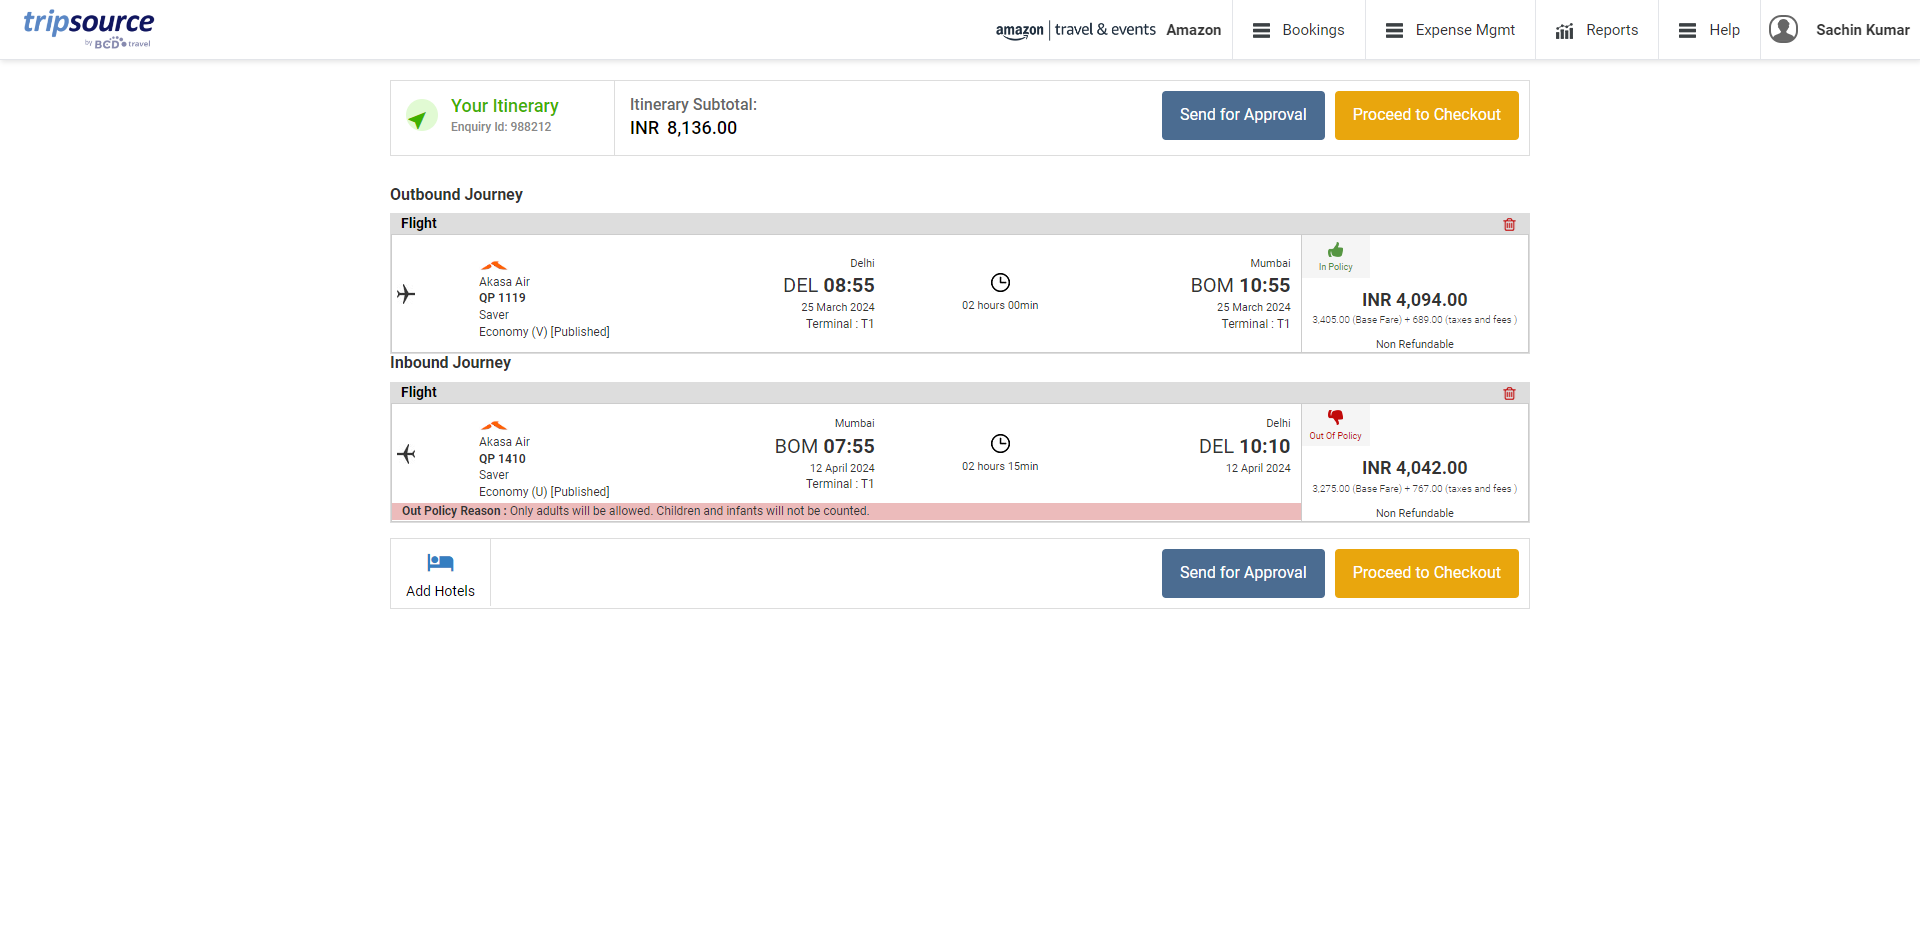 tripsource
by BCD travel
amazon | travel & events Amazon
Bookings
Expense Mgmt
Reports
Help
Sachin Kumar
Your Itinerary
Enquiry Id: 988212
Itinerary Subtotal:
INR 8,136.00
Send for Approval
Proceed to Checkout
Outbound Journey
Flight
Akasa Air
QP 1119
Saver
Economy (V) [Published]
Delhi
DEL 08:55
25 March 2024
Terminal : T1
02 hours 00min
Mumbai
BOM 10:55
25 March 2024
Terminal : T1
In Policy
INR 4,094.00
3,405.00 (Base Fare) + 689.00 (taxes and fees )
Non Refundable
Inbound Journey
Flight
Akasa Air
QP 1410
Saver
Economy (U) [Published]
Mumbai
BOM 07:55
12 April 2024
Terminal : T1
02 hours 15min
Delhi
DEL 10:10
12 April 2024
Out Of Policy
INR 4,042.00
3,275.00 (Base Fare) + 767.00 (taxes and fees )
Non Refundable
Out Policy Reason : Only adults will be allowed. Children and infants will not be counted.
Add Hotels
Send for Approval
Proceed to Checkout